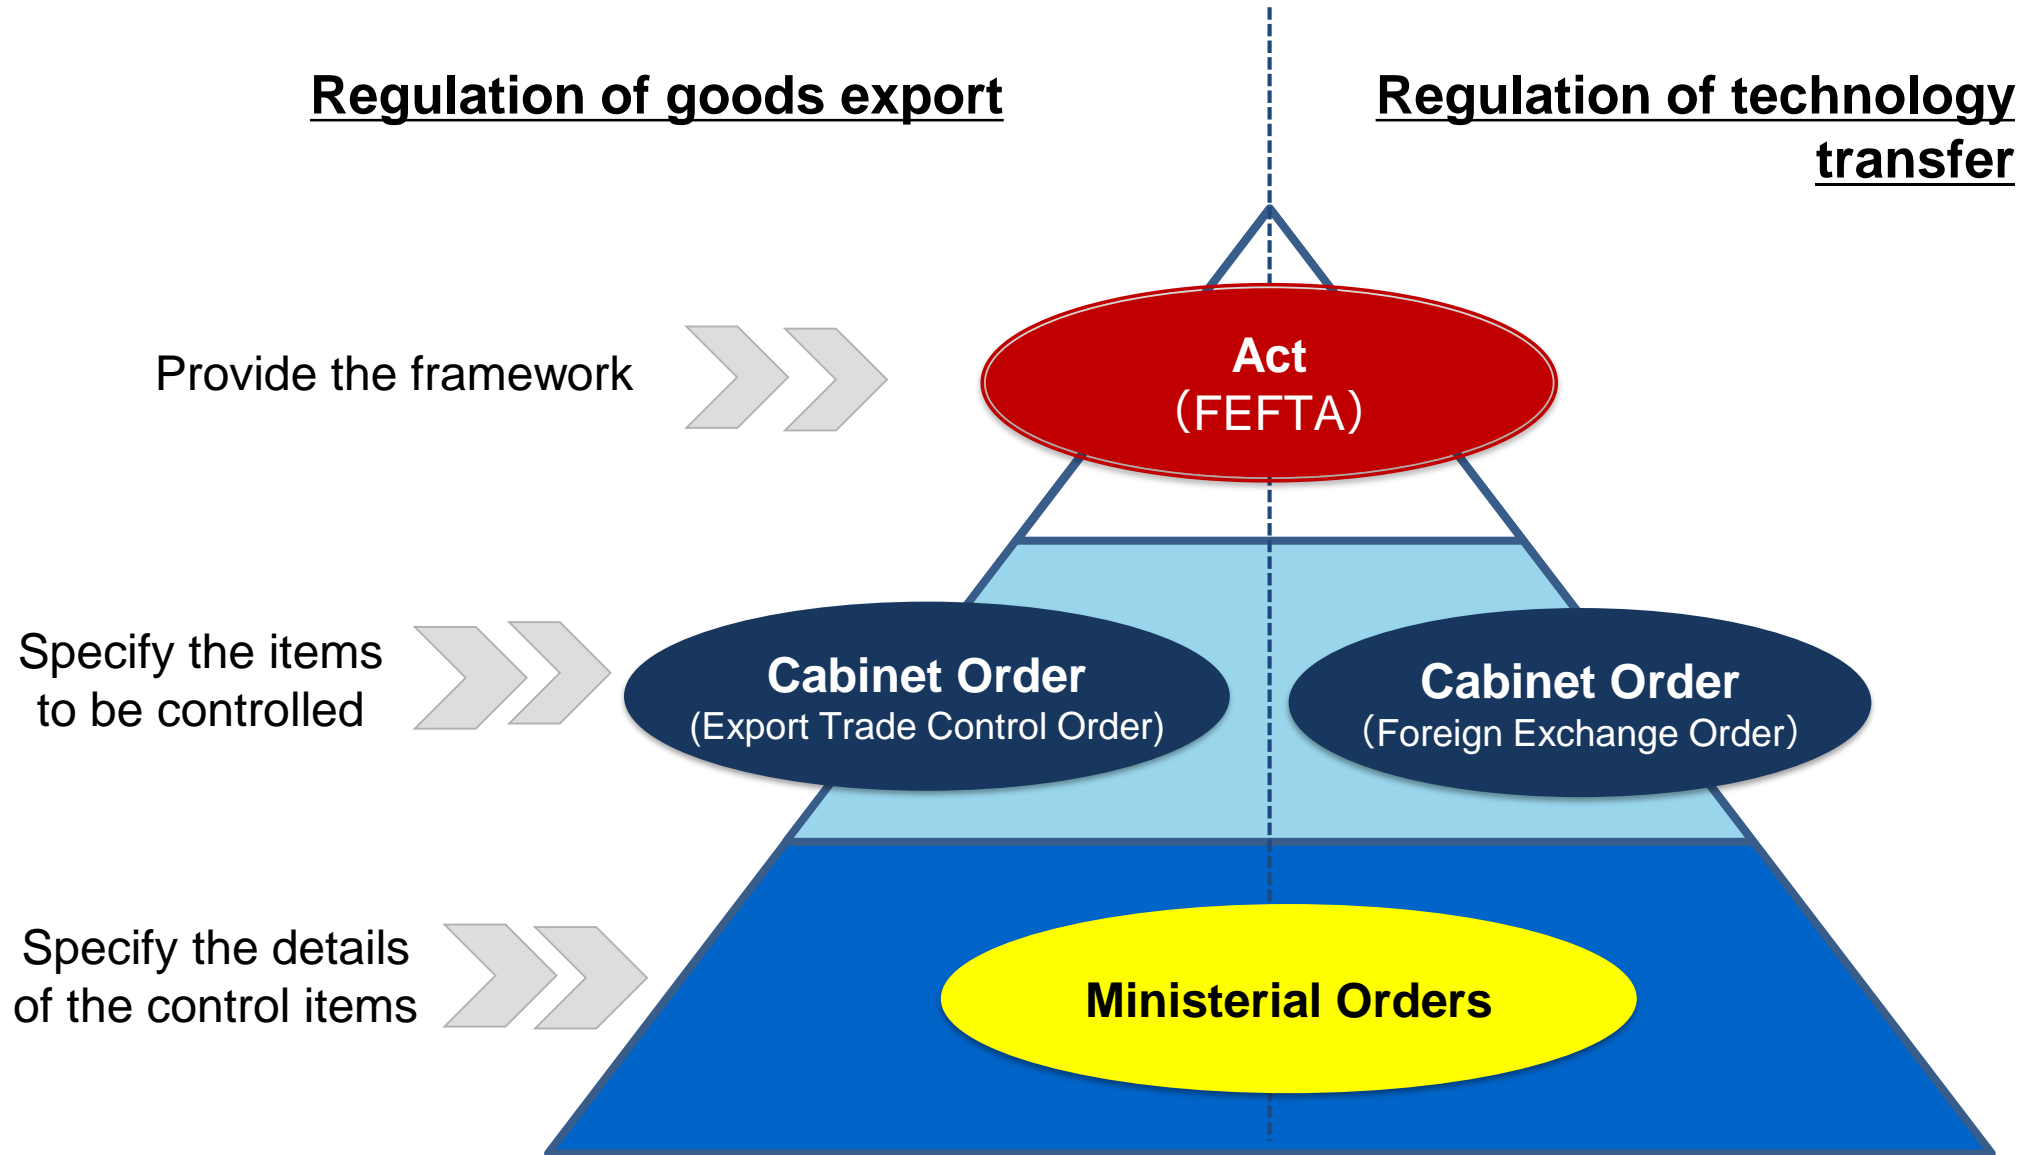 Regulation of goods export
Regulation of technology
transfer
Provide the framework
Act
（FEFTA）
Specify the items
to be controlled
Cabinet Order
(Export Trade Control Order)
Cabinet Order
（Foreign Exchange Order）
Specify the details
of the control items
Ministerial Orders